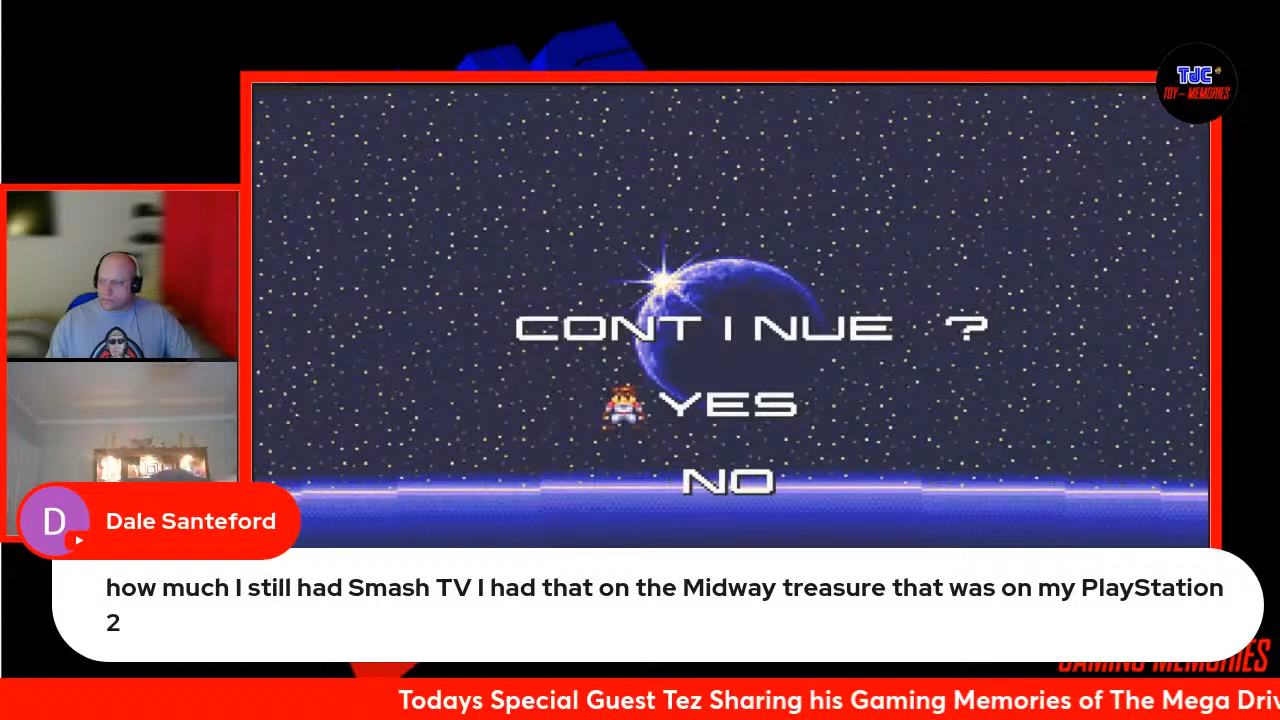 TJC
TOY- MEMORIES
CONTINUE ?
YES
NO
D
Dale Santeford
how much I still had Smash TV I had that on the Midway treasure that was on my PlayStation
2
GAMING MEMORIES
Todays Special Guest Tez Sharing his Gaming Memories of The Mega Driv